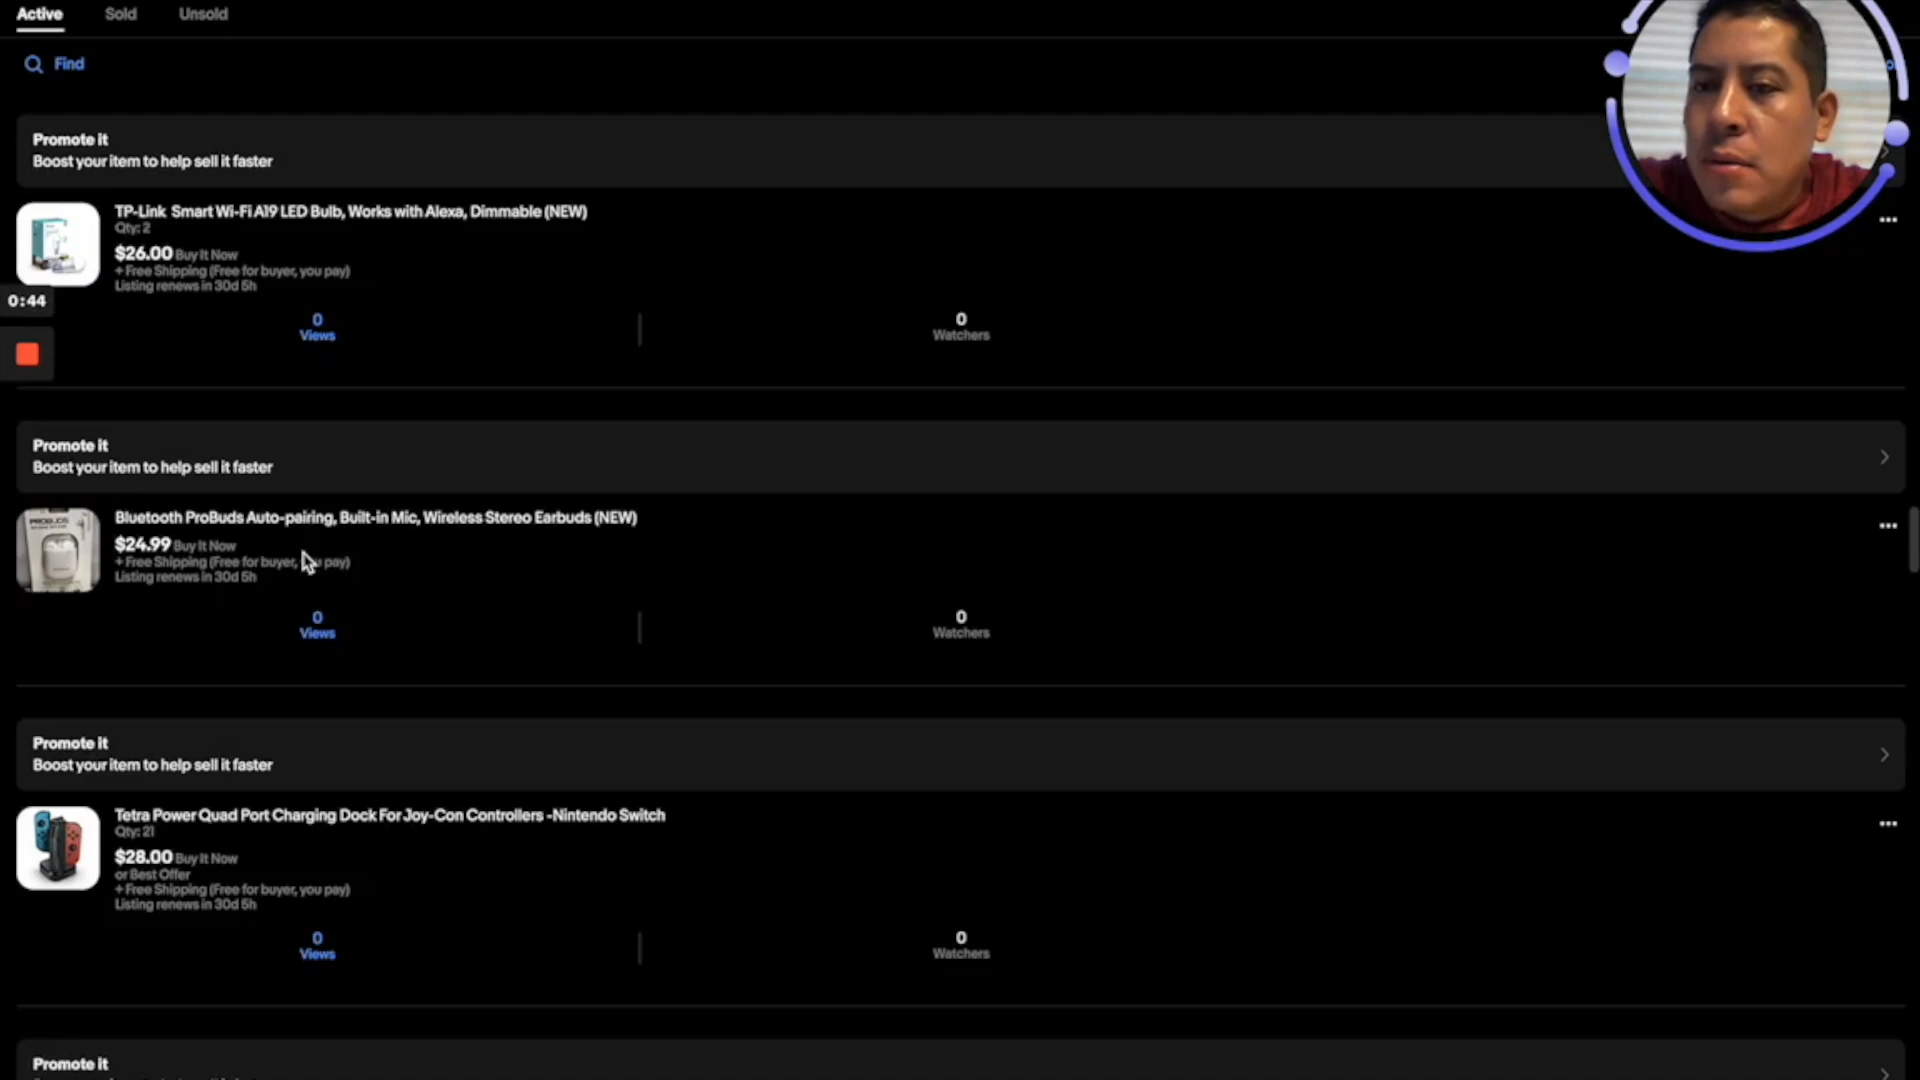 Active Sold Unsold
Find
Promote it
Boost your item to help sell it faster
TP-Link Smart Wi-Fi A19 LED Bulb, Works with Alexa, Dimmable (NEW)
Qty: 2
$26.00 Buy It Now
+ Free Shipping (Free for buyer, you pay)
Listing renews in 30d 5h
0:44
0
Views
0
Watchers
Promote it
Boost your item to help sell it faster
Bluetooth ProBuds Auto-pairing, Built-in Mic, Wireless Stereo Earbuds (NEW)
PROBUDS
$24.99 Buy It Now
+ Free Shipping (Free for buyer, you pay)
Listing renews in 30d 5h
0
Views
0
Watchers
Promote it
Boost your item to help sell it faster
Tetra Power Quad Port Charging Dock For Joy-Con Controllers -Nintendo Switch
Qty: 21
$28.00 Buy It Now
or Best Offer
+ Free Shipping (Free for buyer, you pay)
Listing renews in 30d 5h
0
Views
0
Watchers
Promote it